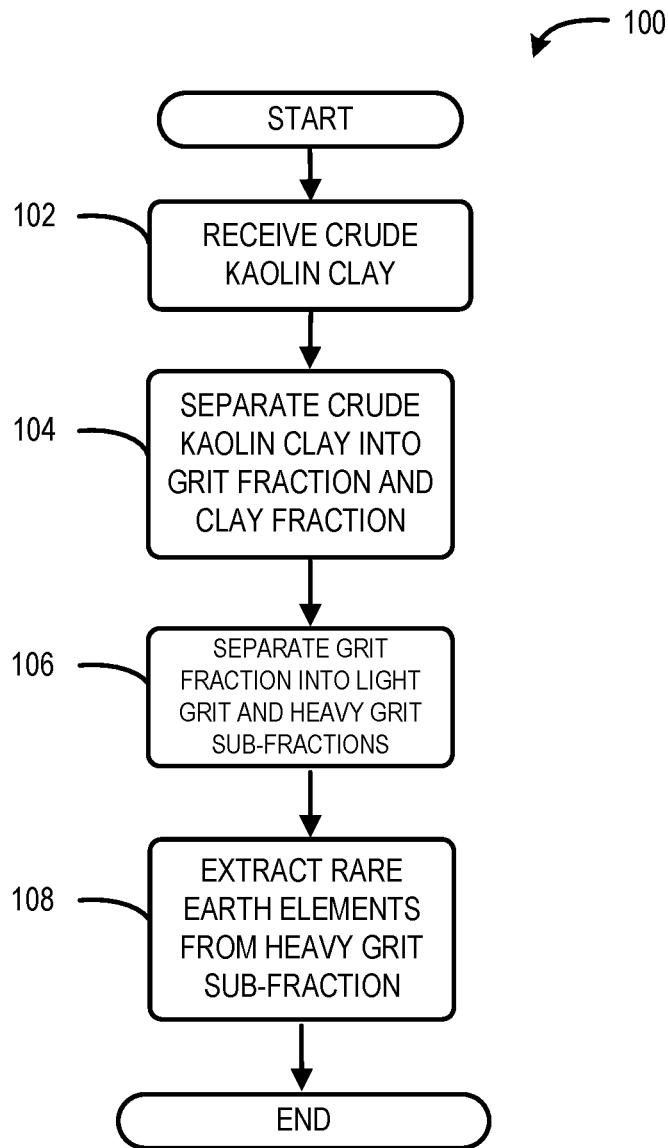 100
START
102
RECEIVE CRUDE
KAOLIN CLAY
104
SEPARATE CRUDE
KAOLIN CLAY INTO
GRIT FRACTION AND
CLAY FRACTION
106
SEPARATE GRIT
FRACTION INTO LIGHT
GRIT AND HEAVY GRIT
SUB-FRACTIONS
108
EXTRACT RARE
EARTH ELEMENTS
FROM HEAVY GRIT
SUB-FRACTION
END